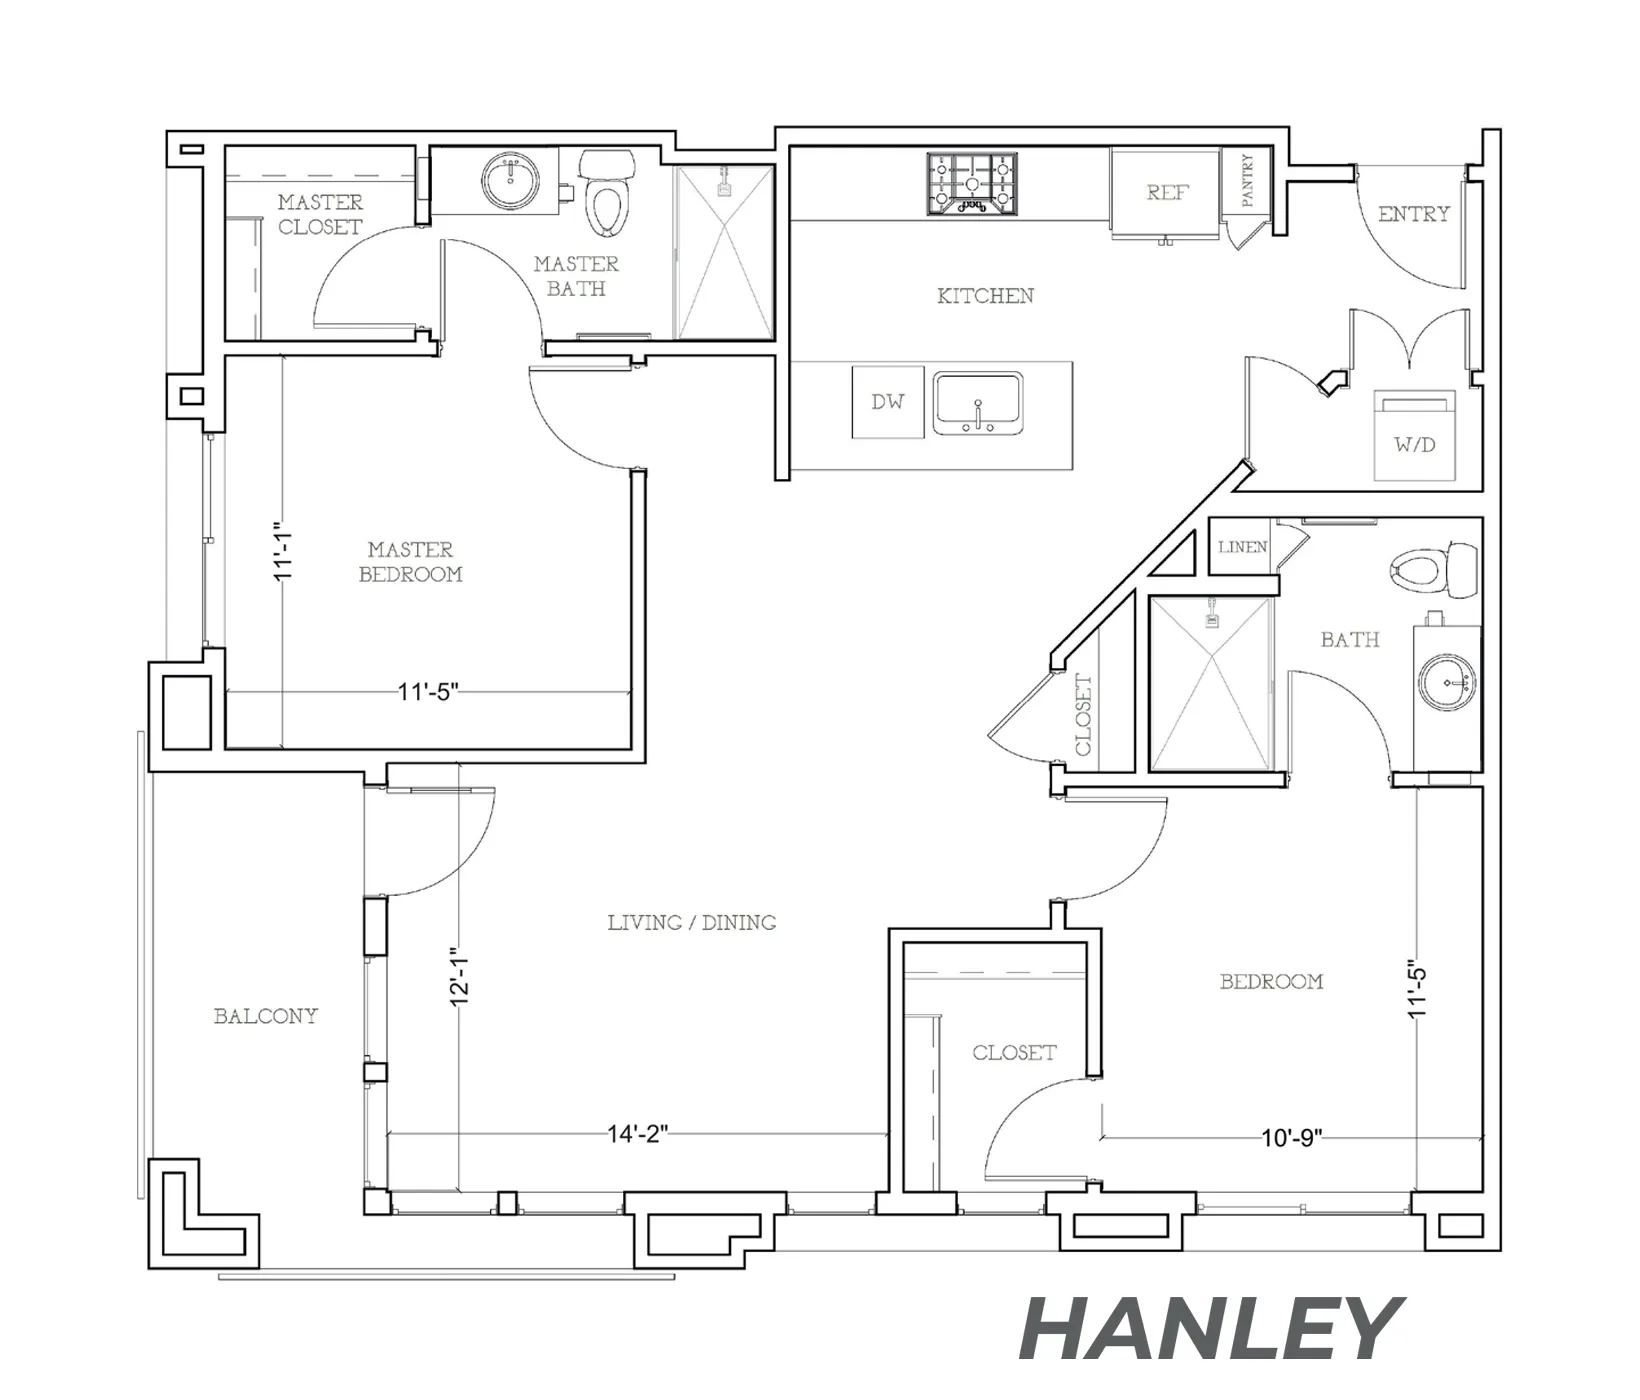 MASTER
CLOSET
MASTER
BATH
REF
PANTRY
ENTRY
KITCHEN
DW
W/D
11'-1"
MASTER
BEDROOM
LINEN
BATH
11'-5"
CLOSET
LIVING / DINING
12'-1"
BALCONY
BEDROOM
11'-5"
CLOSET
14'-2"
10'-9"
HANLEY